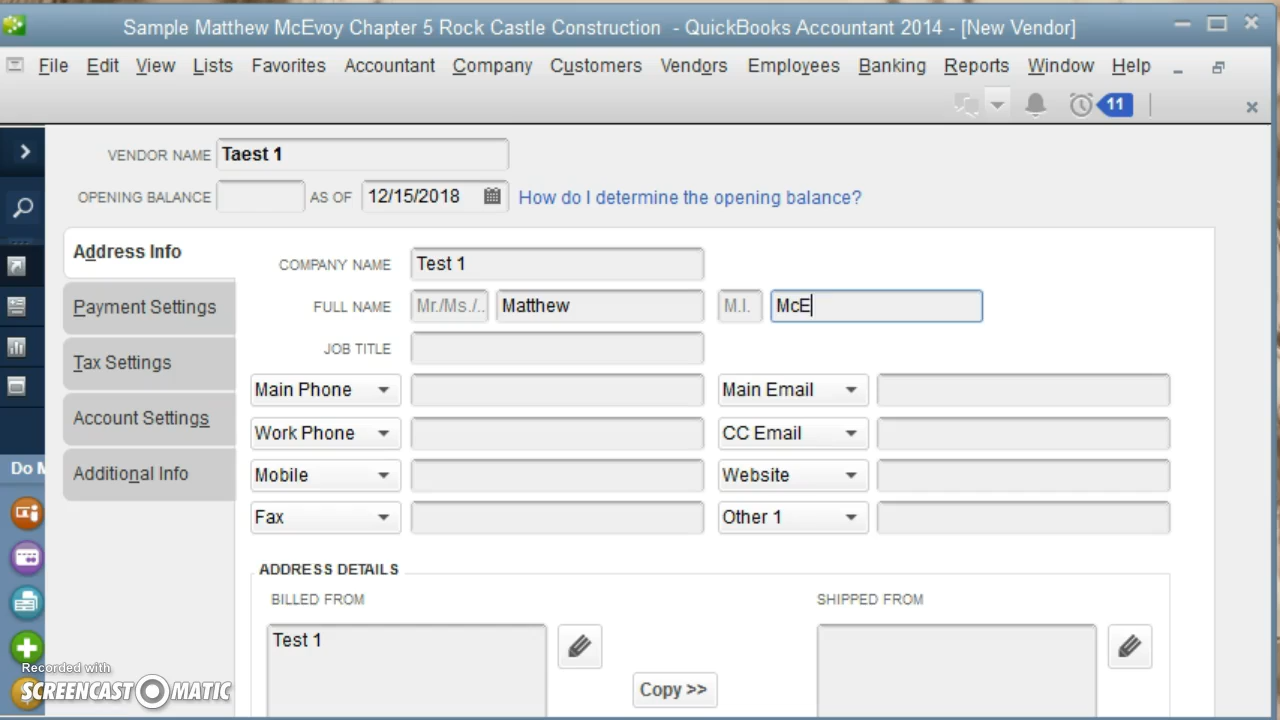 Sample Matthew McEvoy Chapter 5 Rock Castle Construction - QuickBooks Accountant 2014 - [New Vendor]
File Edit View Lists Favorites Accountant Company Customers Vendors Employees Banking Reports Window Help
11
VENDOR NAME Taest 1
OPENING BALANCE AS OF 12/15/2018 How do I determine the opening balance?
Address Info
Payment Settings
Tax Settings
Account Settings
Additional Info
COMPANY NAME Test 1
FULL NAME Mr./Ms./.. Matthew M.I. McE
JOB TITLE
Main Phone Main Email
Work Phone CC Email
Mobile Website
Fax Other 1
ADDRESS DETAILS
BILLED FROM SHIPPED FROM
Test 1
Copy >>
Do M
Recorded with
SCREENCAST O MATIC